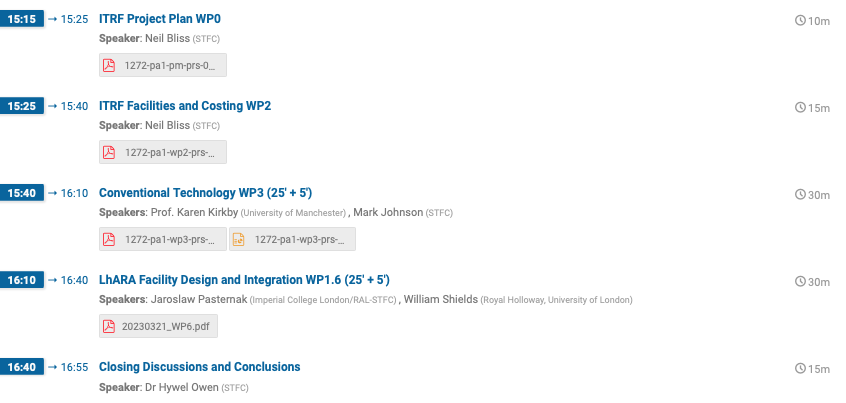 15:15 → 15:25 ITRF Project Plan WP0 10m
Speaker: Neil Bliss (STFC)
1272-pa1-pm-prs-0_...
15:25 → 15:40 ITRF Facilities and Costing WP2 15m
Speaker: Neil Bliss (STFC)
1272-pa1-wp2-prs-_...
15:40 → 16:10 Conventional Technology WP3 (25' + 5') 30m
Speakers: Prof. Karen Kirkby (University of Manchester) , Mark Johnson (STFC)
1272-pa1-wp3-prs-_... 1272-pa1-wp3-prs-_...
16:10 → 16:40 LhARA Facility Design and Integration WP1.6 (25' + 5') 30m
Speakers: Jaroslaw Pasternak (Imperial College London/RAL-STFC) , William Shields (Royal Holloway, University of London)
20230321_WP6.pdf
16:40 → 16:55 Closing Discussions and Conclusions 15m
Speaker: Dr Hywel Owen (STFC)